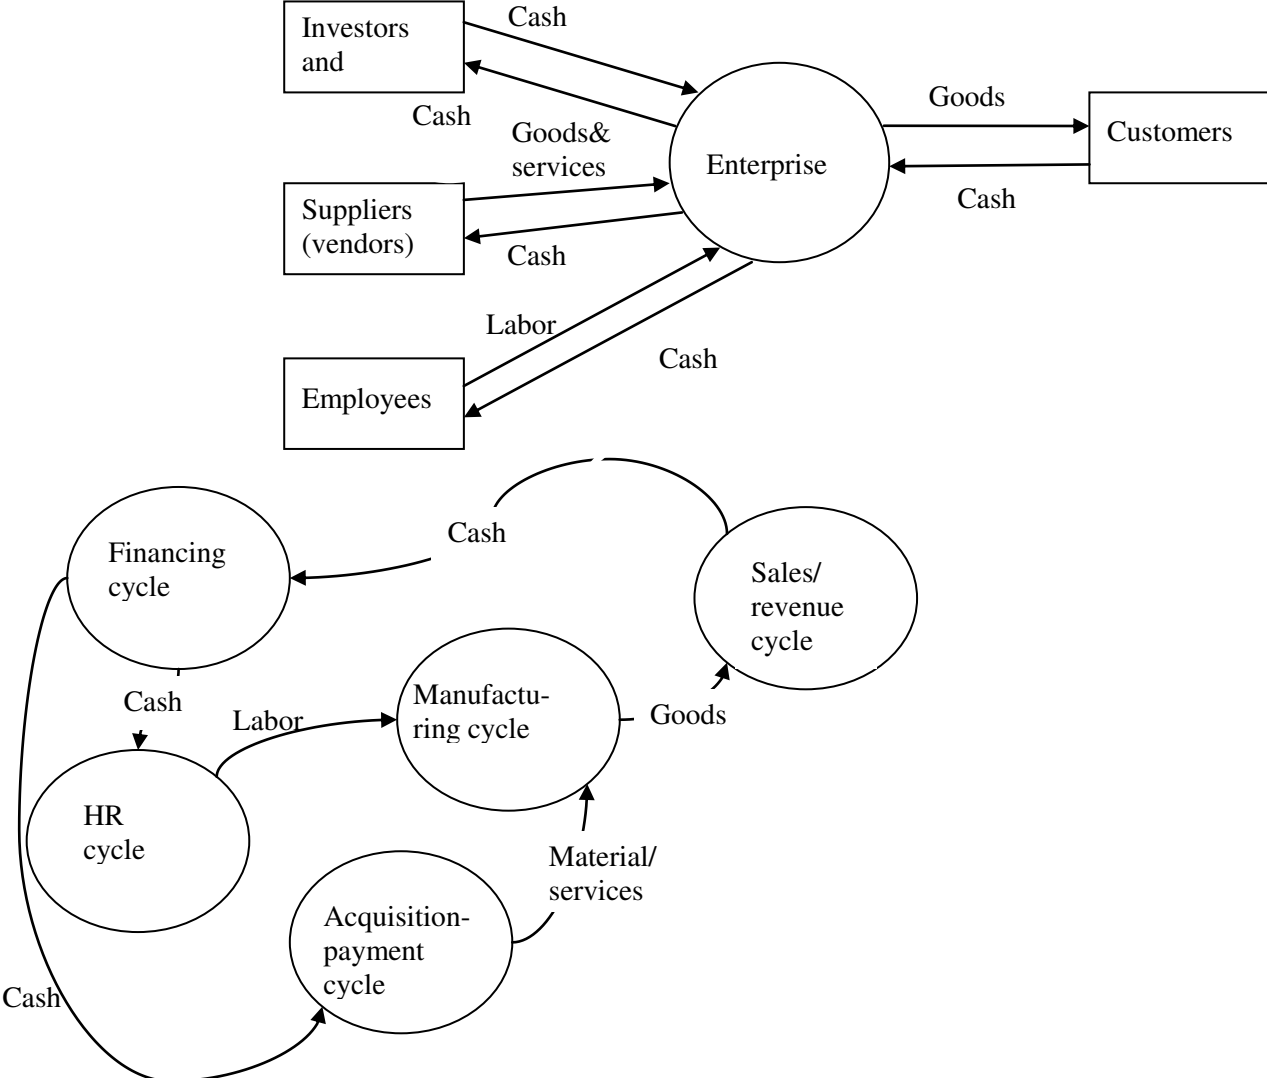 Cash
Investors
and
Cash
Goods
Goods&
services
Customers
Enterprise
Suppliers
(vendors)
Cash
Cash
Labor
Cash
Employees
Cash
Financing
cycle
Sales/
revenue
cycle
Cash
Labor
Manufactu-
ring cycle
Goods
HR
cycle
Material/
services
Acquisition-
payment
cycle
Cash